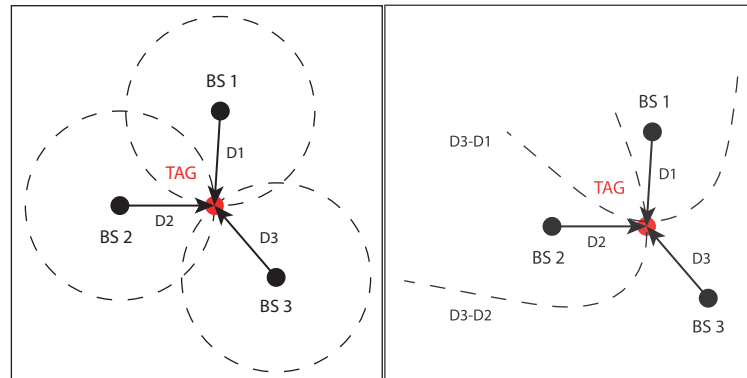 BS 1
D1
TAG
D2
BS 2
D3
BS 3
BS 1
D3-D1
D1
TAG
D2
BS 2
D3
BS 3
D3-D2